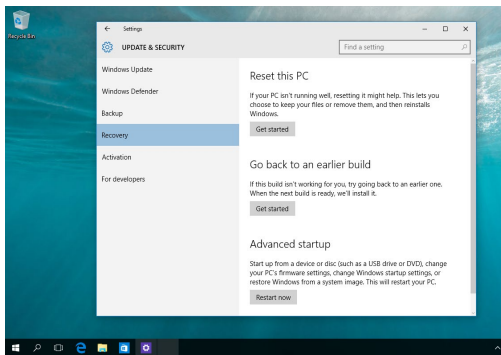 Recycle Bin
Settings
UPDATE & SECURITY
Find a setting
Windows Update
Windows Defender
Backup
Recovery
Activation
For developers
Reset this PC
If your PC isn't running well, resetting it might help. This lets you
choose to keep your files or remove them, and then reinstalls
Windows.
Get started
Go back to an earlier build
If this build isn't working for you, try going back to an earlier one.
When the next build is ready, we'll install it.
Get started
Advanced startup
Start up from a device or disc (such as a USB drive or DVD), change
your PC's firmware settings, change Windows startup settings, or
restore Windows from a system image. This will restart your PC.
Restart now